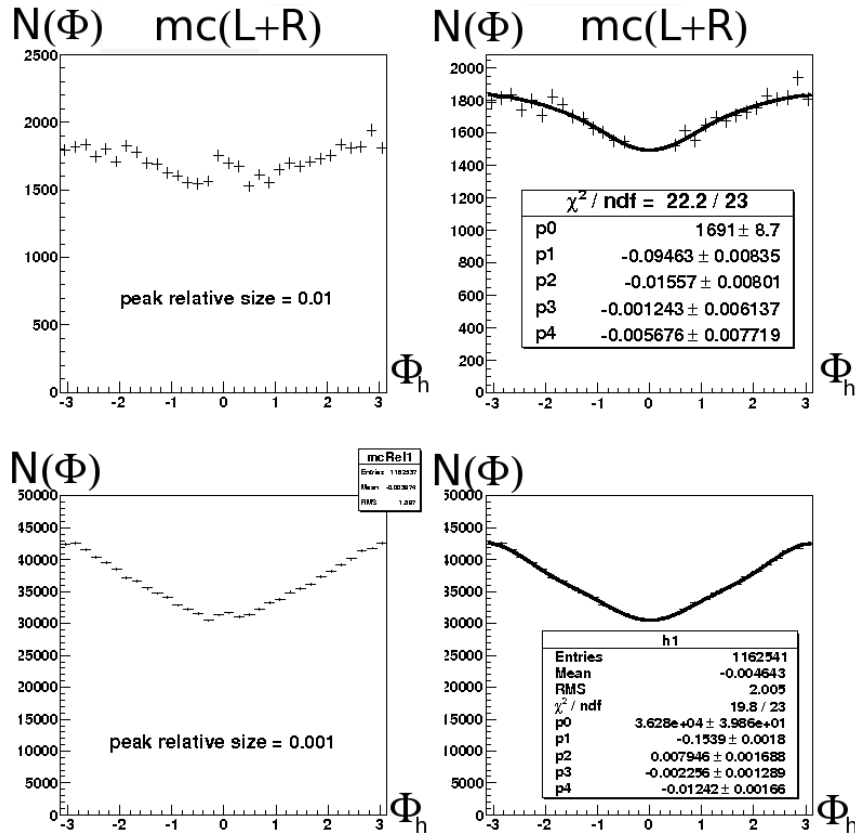 N(Φ) mc(L+R)
2500
2000
1500
1000
500
0
-3 -2 -1 0 1 2 3
Φh
peak relative size = 0.01
N(Φ) mc(L+R)
2000
1800
1600
1400
1200
1000
800
600
400
200
0
-3 -2 -1 0 1 2 3
Φh
χ² / ndf = 22.2 / 23
p0 1691 ± 8.7
p1 -0.09463 ± 0.00835
p2 -0.01557 ± 0.00801
p3 -0.001243 ± 0.006137
p4 -0.005676 ± 0.007719
N(Φ)
mcRel1
Entries 1162537
Mean
RMS
50000
45000
40000
35000
30000
25000
20000
15000
10000
5000
0
-3 -2 -1 0 1 2 3
Φh
peak relative size = 0.001
N(Φ)
50000
45000
40000
35000
30000
25000
20000
15000
10000
5000
0
-3 -2 -1 0 1 2 3
Φh
h1
Entries 1162541
Mean -0.004643
RMS 2.005
χ² / ndf 19.8 / 23
p0 3.628e+04 ± 3.986e+01
p1 -0.1539 ± 0.0018
p2 0.007946 ± 0.001688
p3 -0.002256 ± 0.001289
p4 -0.01242 ± 0.00166